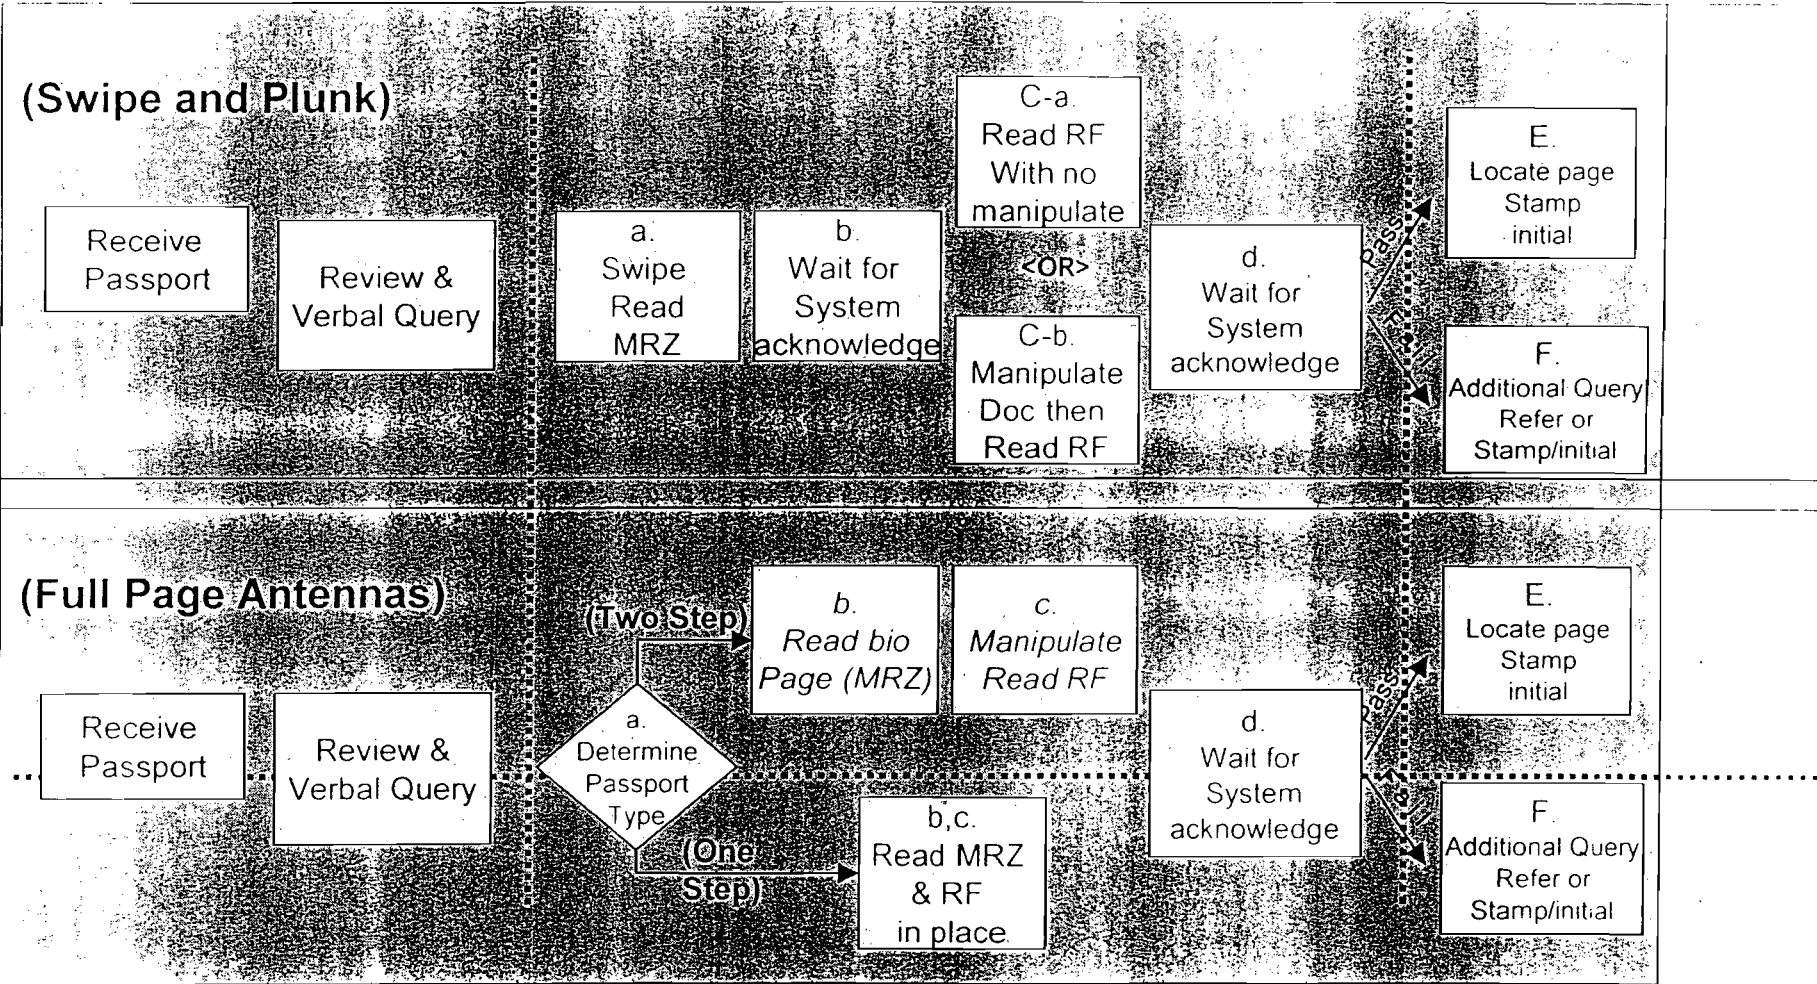 (Swipe and Plunk)
Receive
Passport
Review &
Verbal Query
a.
Swipe
Read
MRZ
b.
Wait for
System
acknowledge
C-a.
Read RF
With no
manipulate
<OR>
C-b.
Manipulate
Doc then
Read RF
d.
Wait for
System
acknowledge
Pass
Fail
E.
Locate page
Stamp
initial
F.
Additional Query
Refer or
Stamp/initial
(Full Page Antennas)
Receive
Passport
Review &
Verbal Query
a.
Determine
Passport
Type
(Two Step)
b.
Read bio
Page (MRZ)
c.
Manipulate
Read RF
(One
Step)
b,c.
Read MRZ
& RF
in place
d.
Wait for
System
acknowledge
Pass
Fail
E.
Locate page
Stamp
initial
F.
Additional Query
Refer or
Stamp/initial